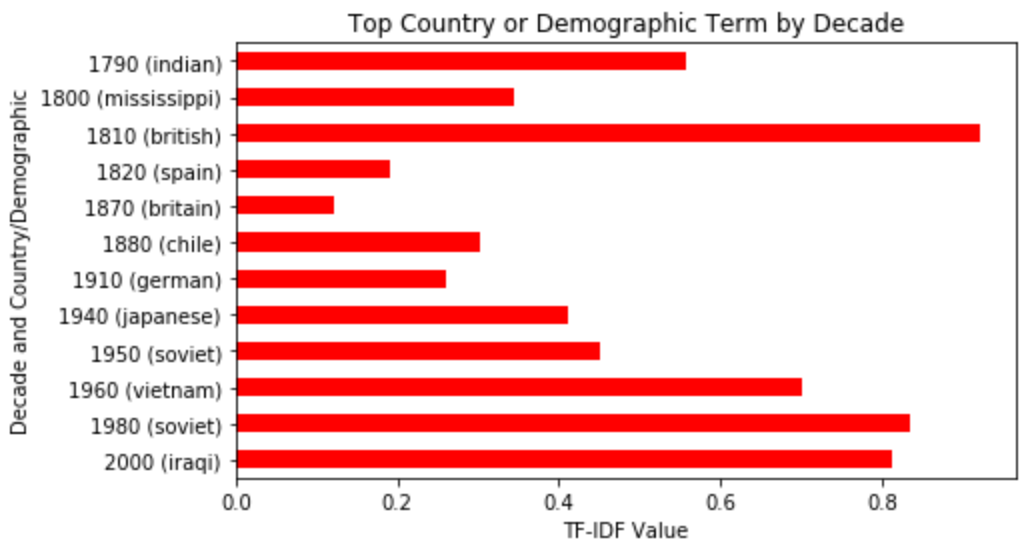 Top Country or Demographic Term by Decade
Decade and Country/Demographic
1790 (indian)
1800 (mississippi)
1810 (british)
1820 (spain)
1870 (britain)
1880 (chile)
1910 (german)
1940 (japanese)
1950 (soviet)
1960 (vietnam)
1980 (soviet)
2000 (iraqi)
0.0 0.2 0.4 0.6 0.8
TF-IDF Value